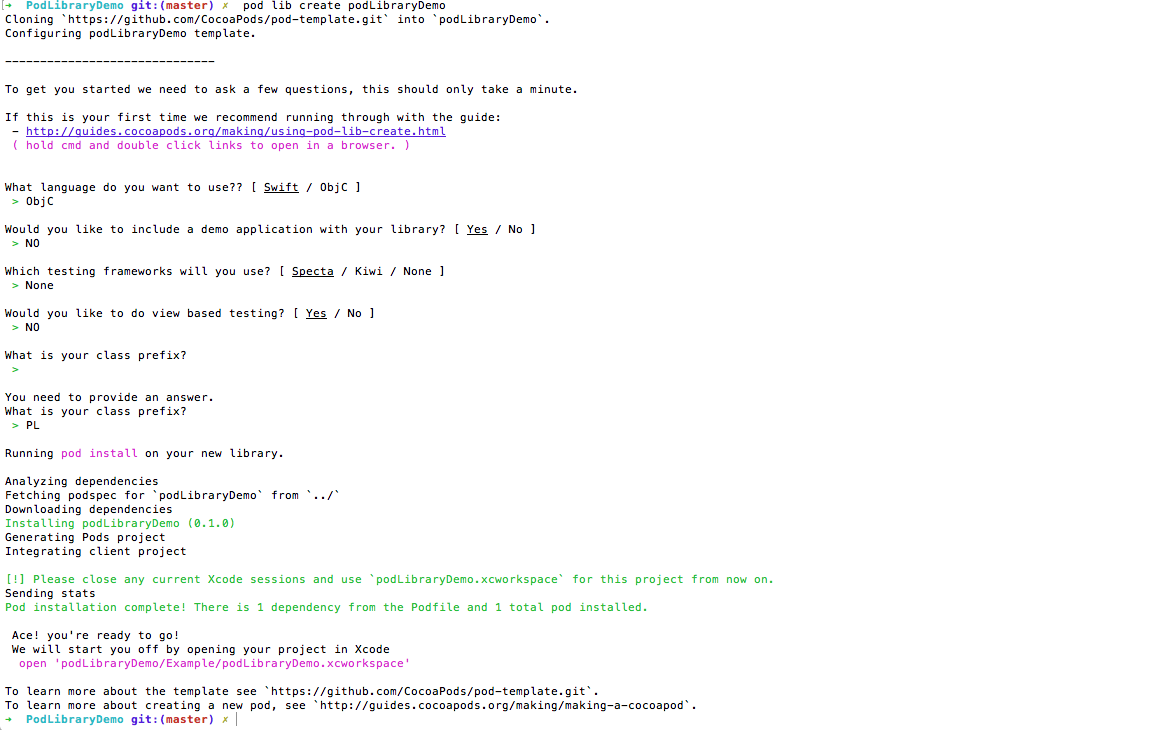 [➜  PodLibraryDemo git:(master) ✗  pod lib create podLibraryDemo
Cloning `https://github.com/CocoaPods/pod-template.git` into `podLibraryDemo`.
Configuring podLibraryDemo template.
------------------------------
To get you started we need to ask a few questions, this should only take a minute.
If this is your first time we recommend running through with the guide:
 - http://guides.cocoapods.org/making/using-pod-lib-create.html
 ( hold cmd and double click links to open in a browser. )
What language do you want to use?? [ Swift / ObjC ]
 > ObjC
Would you like to include a demo application with your library? [ Yes / No ]
 > NO
Which testing frameworks will you use? [ Specta / Kiwi / None ]
 > None
Would you like to do view based testing? [ Yes / No ]
 > NO
What is your class prefix?
 >
You need to provide an answer.
What is your class prefix?
 > PL
Running pod install on your new library.
Analyzing dependencies
Fetching podspec for `podLibraryDemo` from `../`
Downloading dependencies
Installing podLibraryDemo (0.1.0)
Generating Pods project
Integrating client project
[!] Please close any current Xcode sessions and use `podLibraryDemo.xcworkspace` for this project from now on.
Sending stats
Pod installation complete! There is 1 dependency from the Podfile and 1 total pod installed.
 Ace! you're ready to go!
 We will start you off by opening your project in Xcode
  open 'podLibraryDemo/Example/podLibraryDemo.xcworkspace'
To learn more about the template see `https://github.com/CocoaPods/pod-template.git`.
To learn more about creating a new pod, see `http://guides.cocoapods.org/making/making-a-cocoapod`.
➜  PodLibraryDemo git:(master) ✗